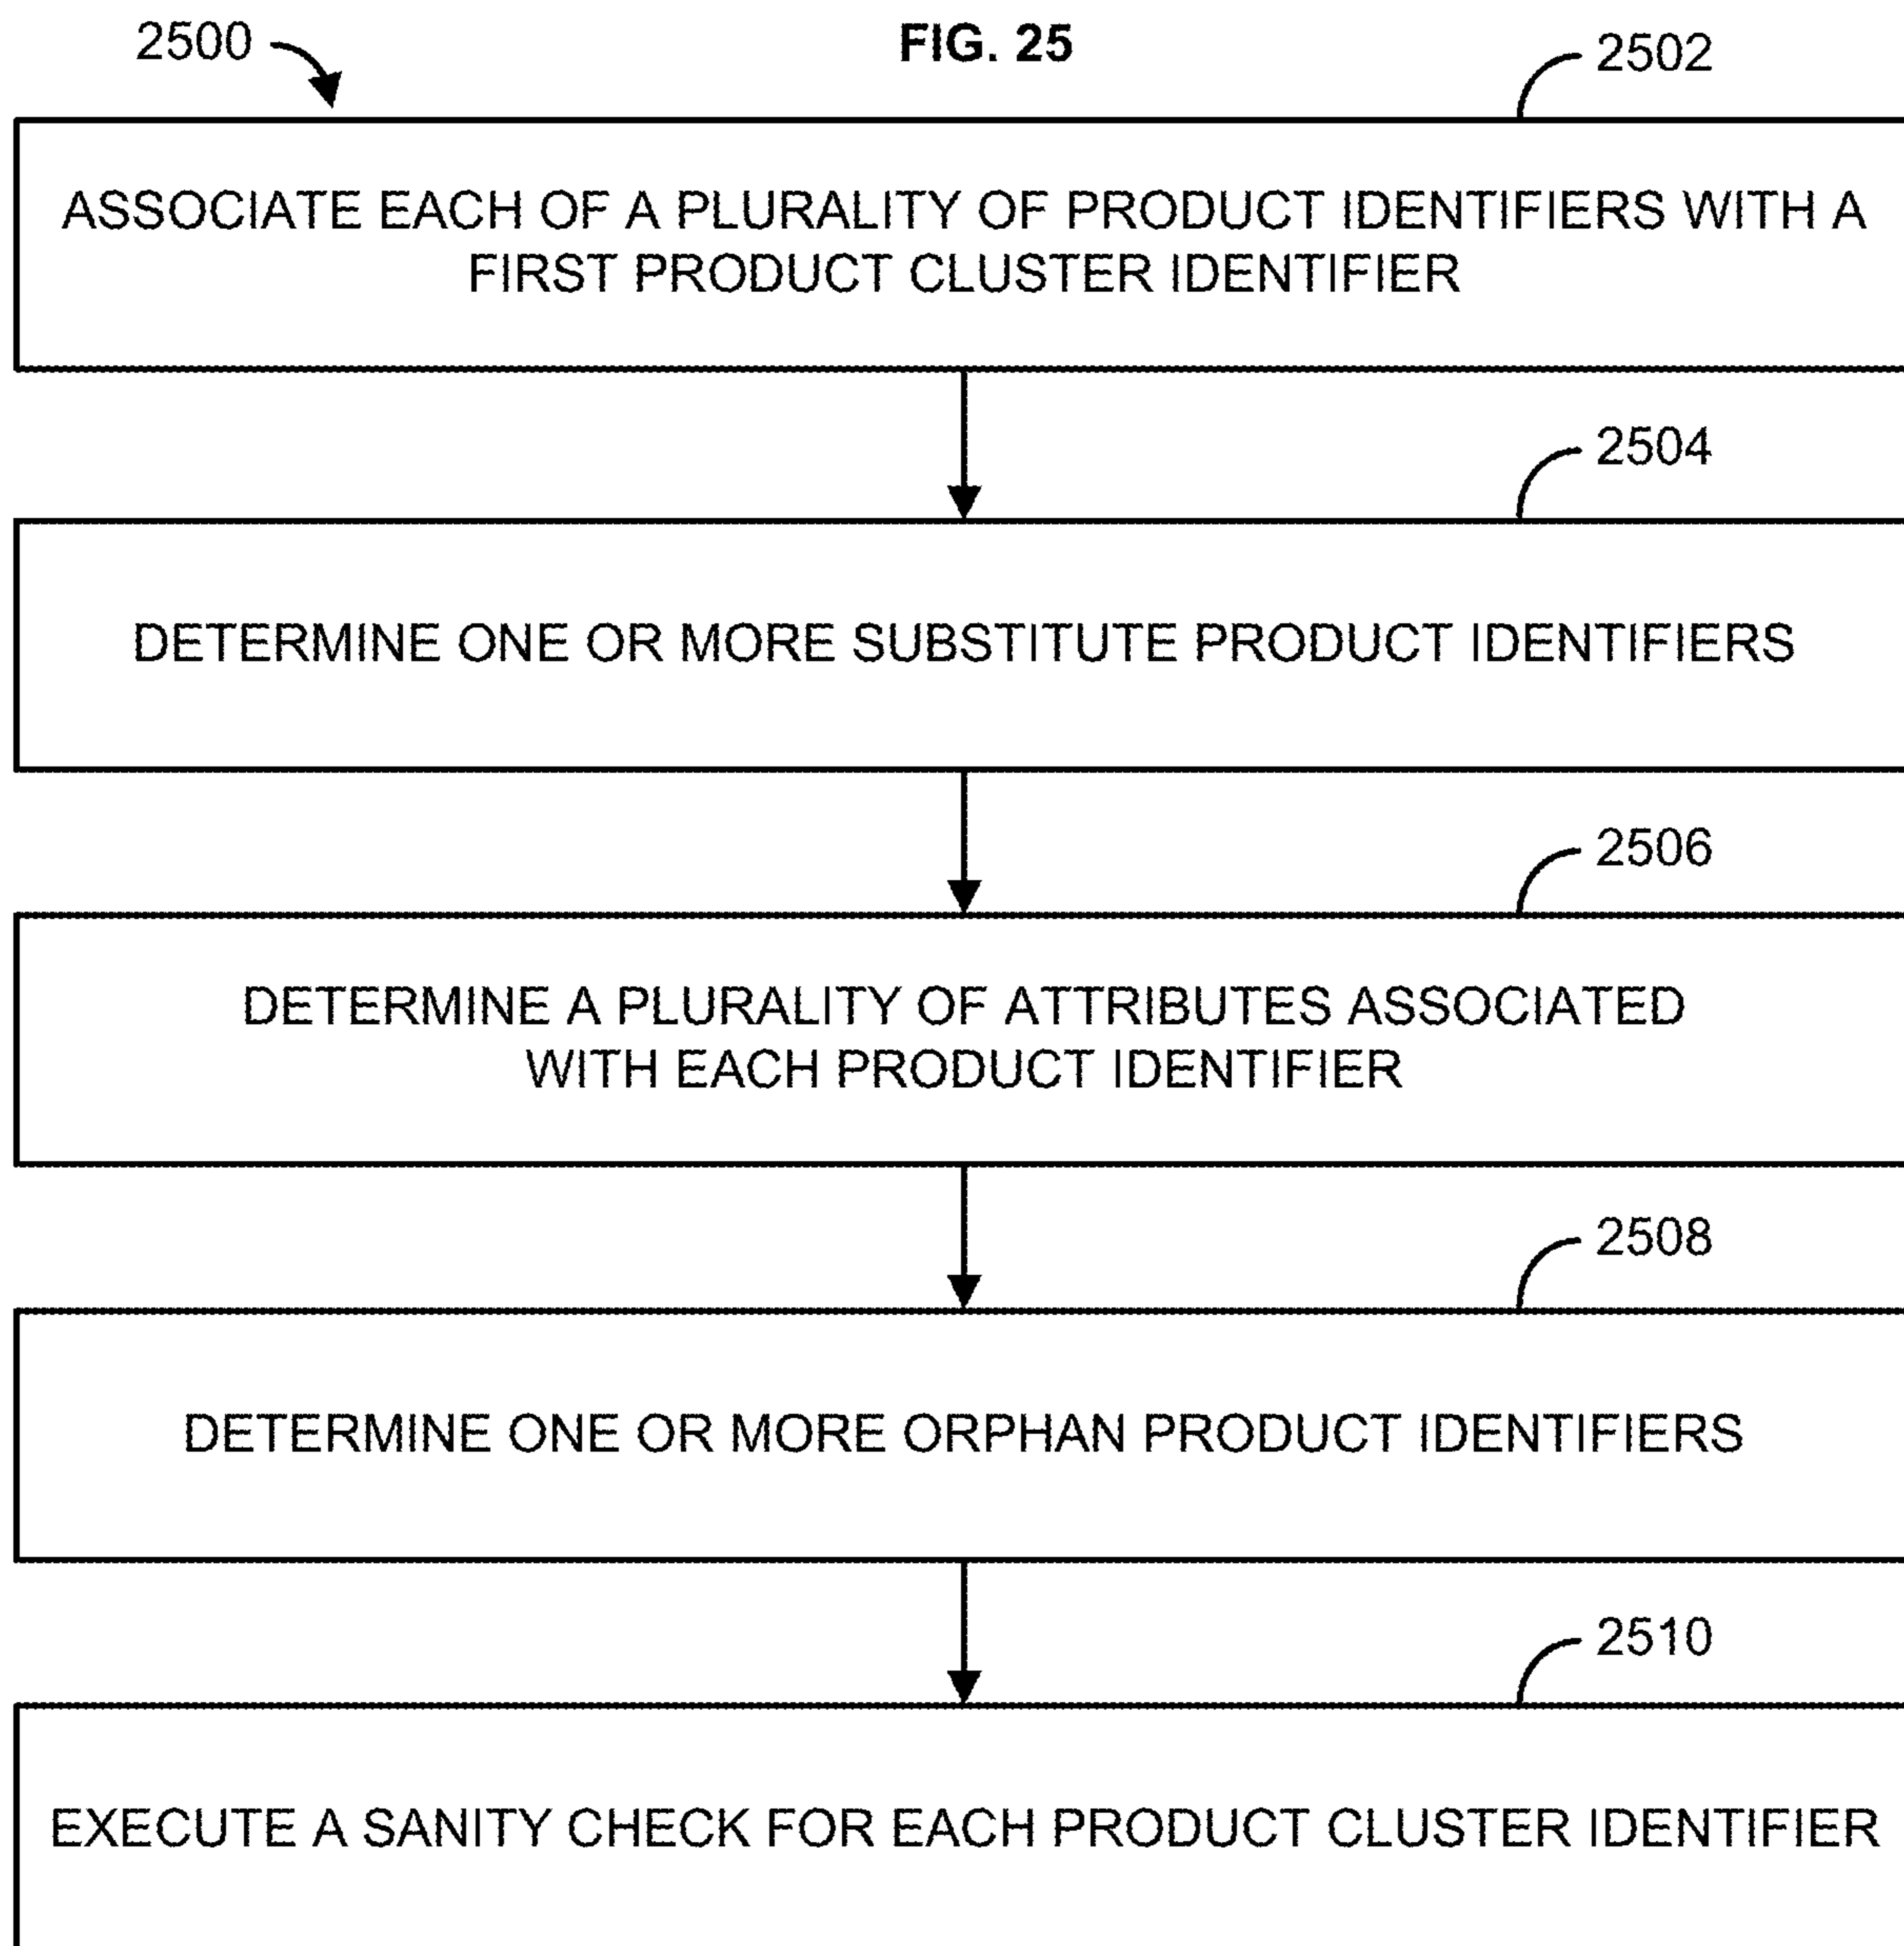 2500
FIG. 25
2502
ASSOCIATE EACH OF A PLURALITY OF PRODUCT IDENTIFIERS WITH A
FIRST PRODUCT CLUSTER IDENTIFIER
2504
DETERMINE ONE OR MORE SUBSTITUTE PRODUCT IDENTIFIERS
2506
DETERMINE A PLURALITY OF ATTRIBUTES ASSOCIATED
WITH EACH PRODUCT IDENTIFIER
2508
DETERMINE ONE OR MORE ORPHAN PRODUCT IDENTIFIERS
2510
EXECUTE A SANITY CHECK FOR EACH PRODUCT CLUSTER IDENTIFIER